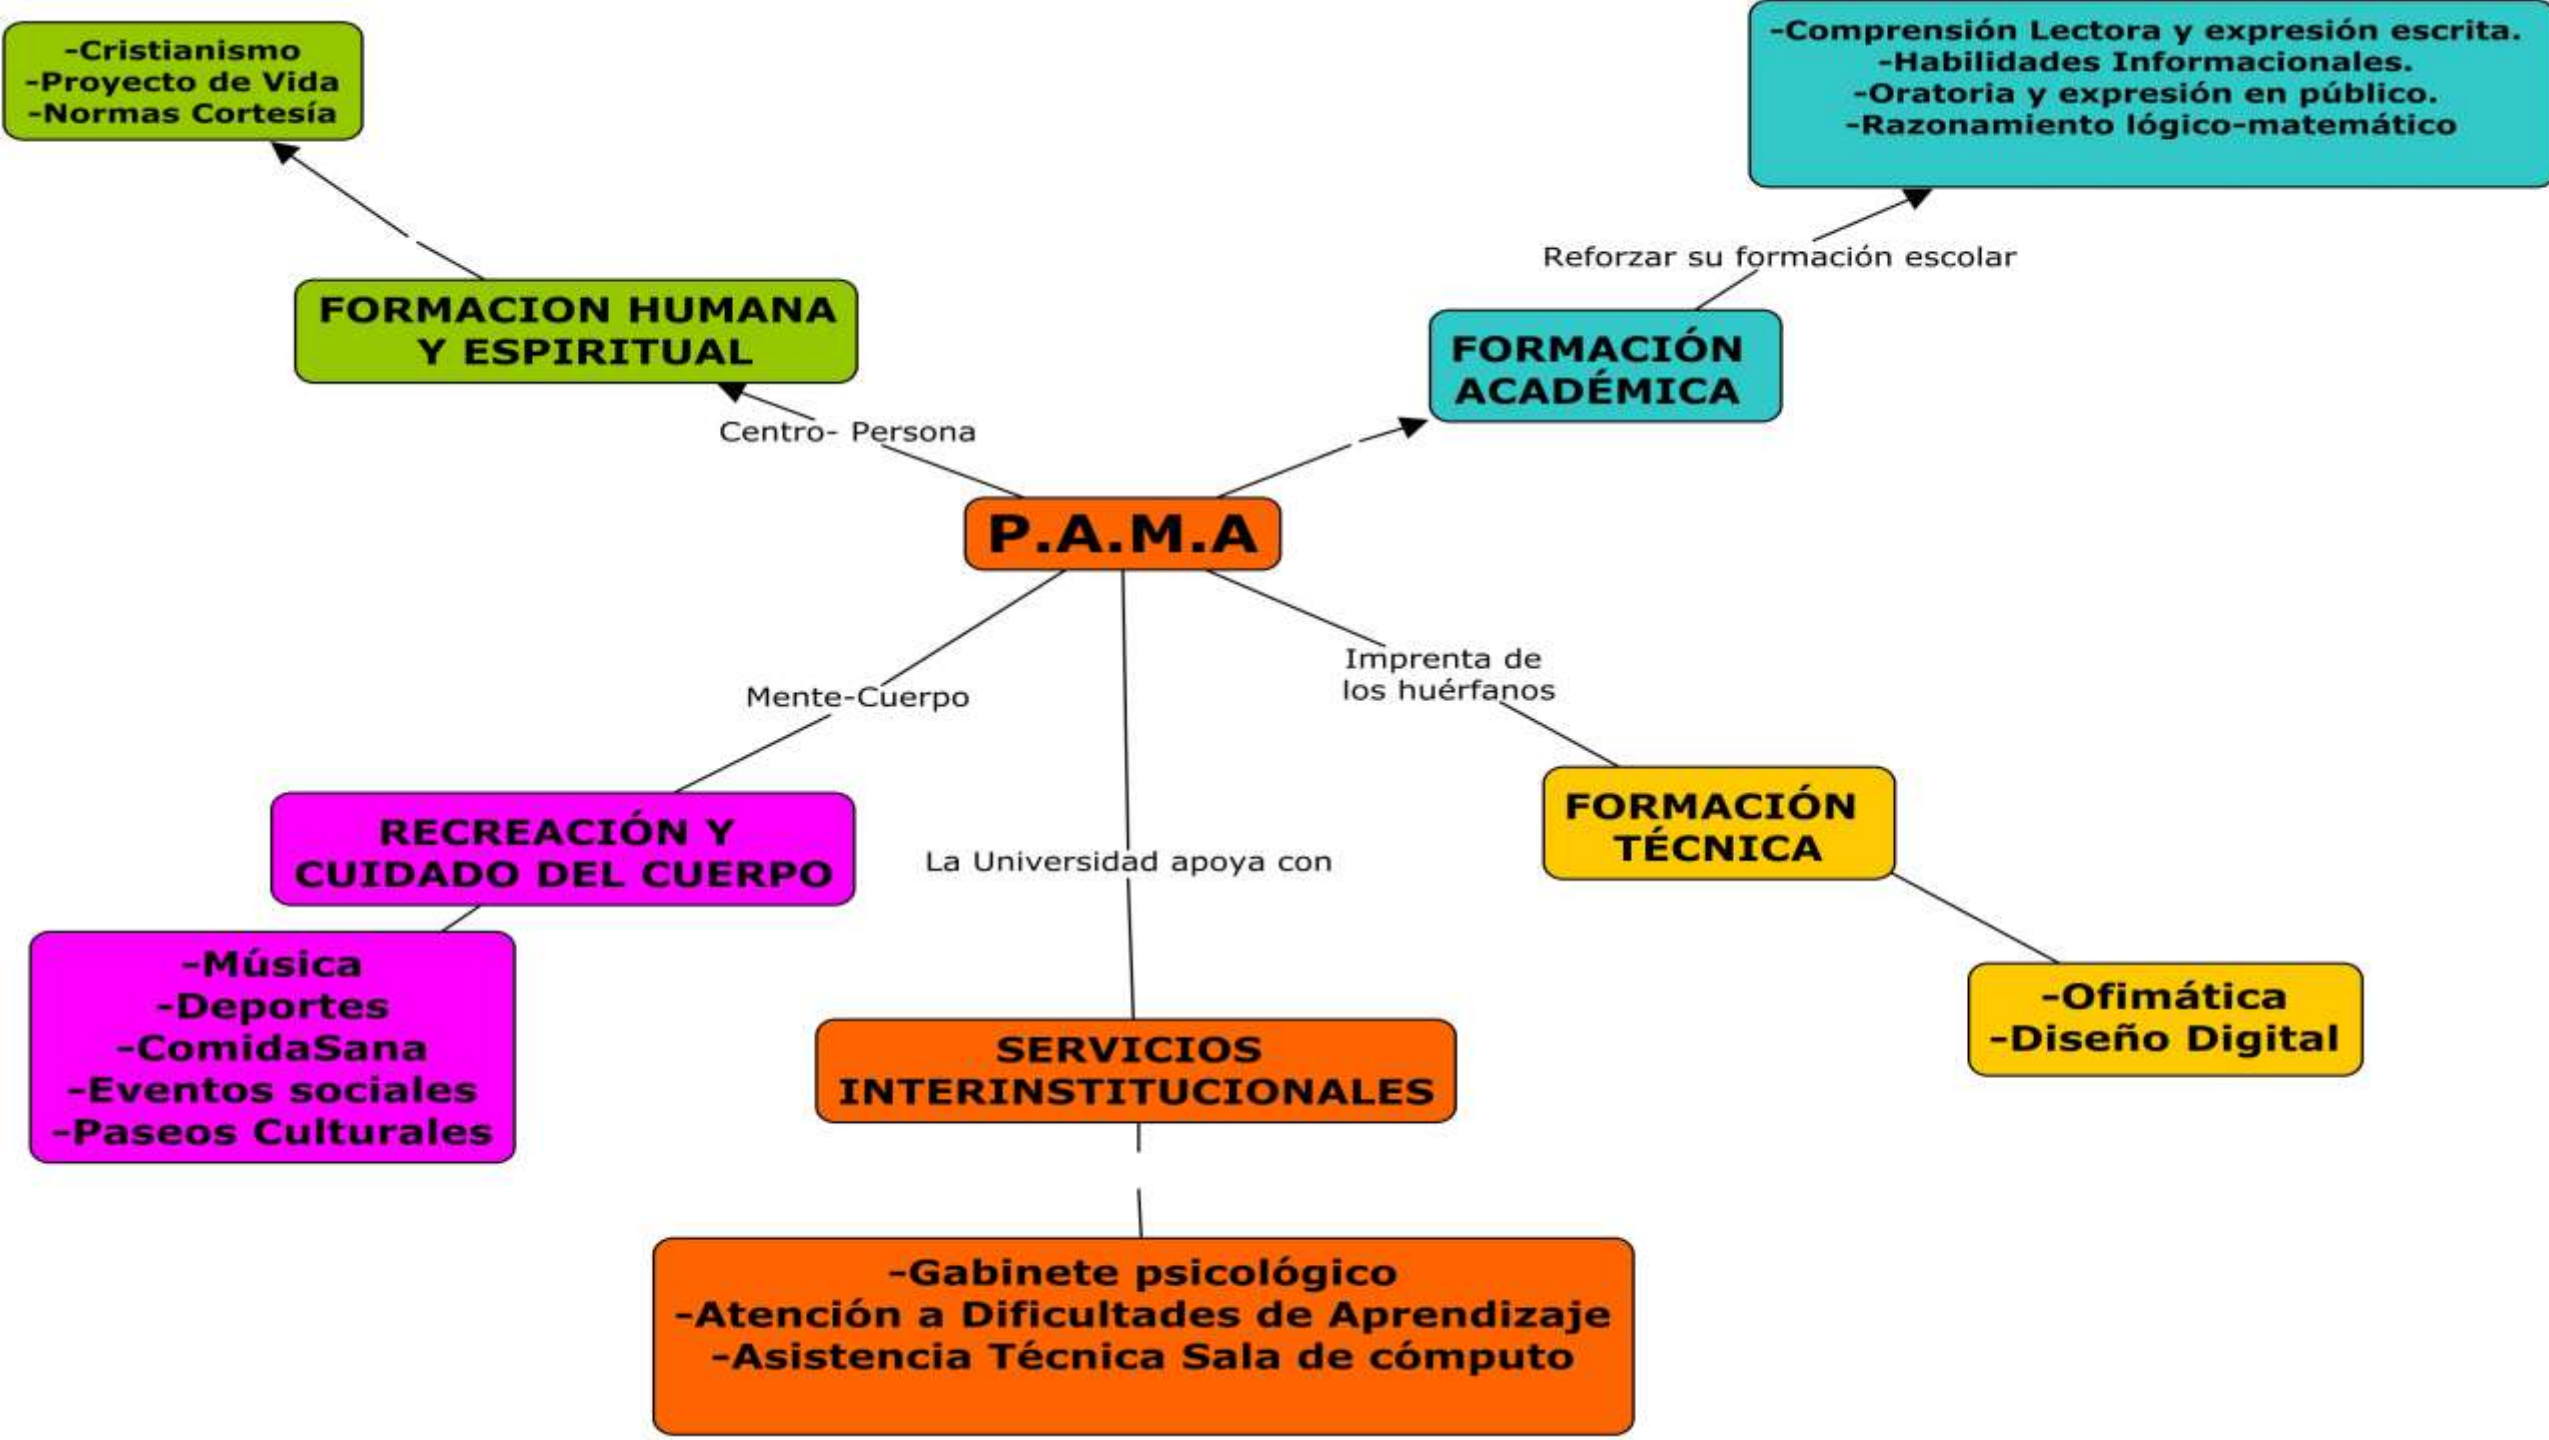 -Cristianismo
-Proyecto de Vida
-Normas Cortesía
-Comprensión Lectora y expresión escrita.
-Habilidades Informacionales.
-Oratoria y expresión en público.
-Razonamiento lógico-matemático
Reforzar su formación escolar
FORMACION HUMANA
Y ESPIRITUAL
FORMACIÓN
ACADÉMICA
Centro- Persona
P.A.M.A
Mente-Cuerpo
Imprenta de
los huérfanos
RECREACIÓN Y
CUIDADO DEL CUERPO
La Universidad apoya con
FORMACIÓN
TÉCNICA
-Música
-Deportes
-ComidaSana
-Eventos sociales
-Paseos Culturales
SERVICIOS
INTERINSTITUCIONALES
-Ofimática
-Diseño Digital
-Gabinete psicológico
-Atención a Dificultades de Aprendizaje
-Asistencia Técnica Sala de cómputo